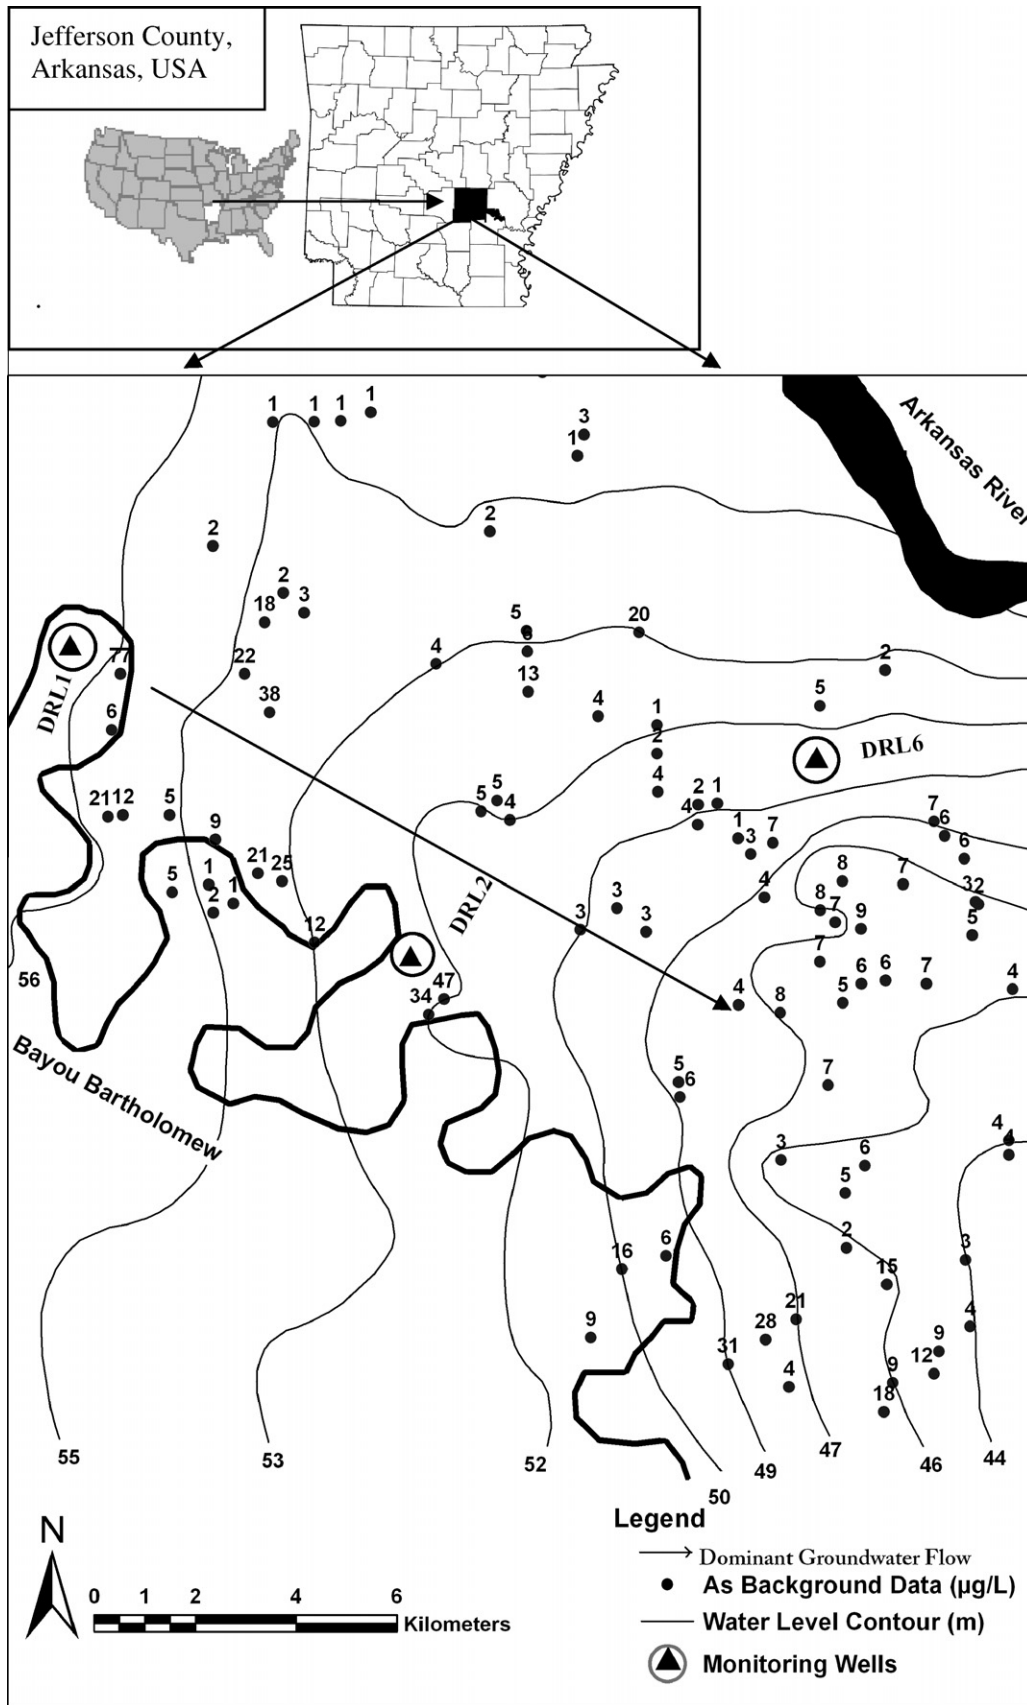 Jefferson County,
Arkansas, USA
Arkansas River
1 1 1 1
3
1
2
2
2
18 3
5 20
6
4
77 22 2
13
38 5
DRL1
4 1
6
2
DRL6
4
5
5 4
2 1
21 12 5
4
7
9 1 7 6
3
6
21 25
8 7
5 1
4
1
2
3 8 32
7
DRL2
12 3 3 9
5
7
47
34
4 8 6 6 7 4
5
56
Bayou Bartholomew
5
6 7
4
4
3 6
5
16 6 2 3
15
9 28 21 4
31 9
4 12
9
18
55 53 52 50 49 47 46 44
N
0 1 2 4 6
Kilometers
Legend
Dominant Groundwater Flow
As Background Data (µg/L)
Water Level Contour (m)
Monitoring Wells